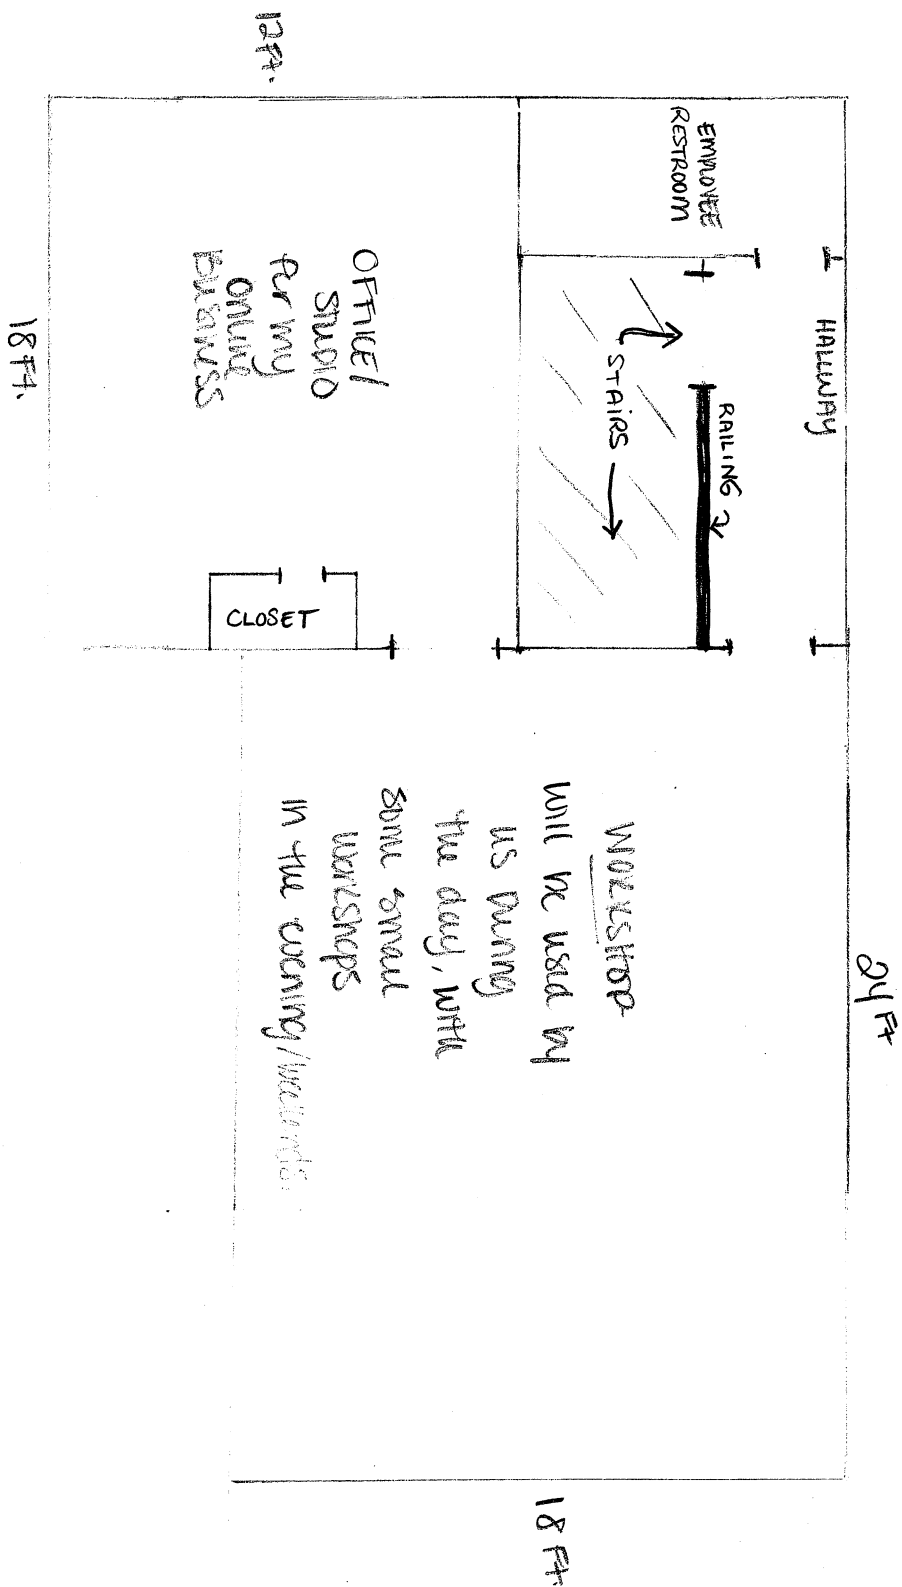 12 Ft.
EMPLOYEE
RESTROOM
HALLWAY
RAILING
STAIRS
OFFICE/
STUDIO
for my
online
business
18 Ft.
CLOSET
24 Ft
WORKSHOP
will be used by
us during
the day, with
some small
workshops
in the evening/weekends.
18 Ft.